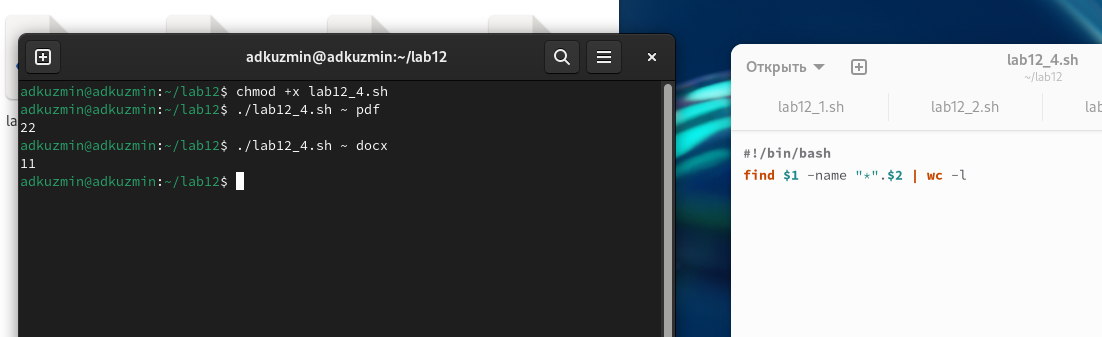 adkuzmin@adkuzmin:~/lab12
adkuzmin@adkuzmin:~/lab12$ chmod +x lab12_4.sh
adkuzmin@adkuzmin:~/lab12$ ./lab12_4.sh ~ pdf
22
adkuzmin@adkuzmin:~/lab12$ ./lab12_4.sh ~ docx
11
adkuzmin@adkuzmin:~/lab12$
Открыть
lab12_4.sh
~/lab12
lab12_1.sh
lab12_2.sh
#!/bin/bash
find $1 -name "*".$2 | wc -l